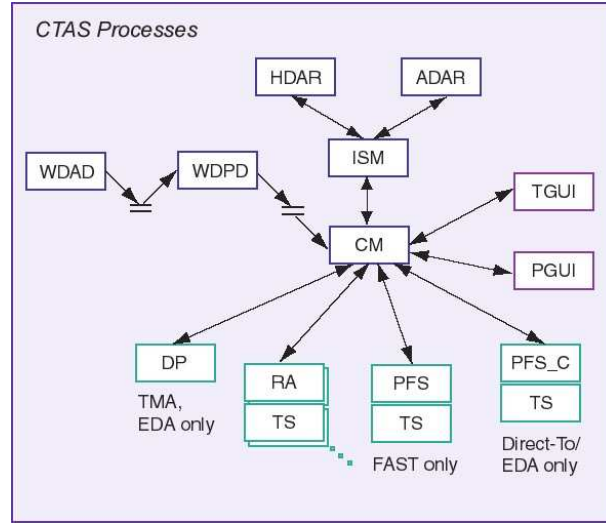 CTAS Processes
HDAR
ADAR
ISM
WDAD
WDPD
TGUI
CM
PGUI
DP
TMA,
EDA only
RA
TS
PFS
TS
FAST only
PFS_C
TS
Direct-To/
EDA only